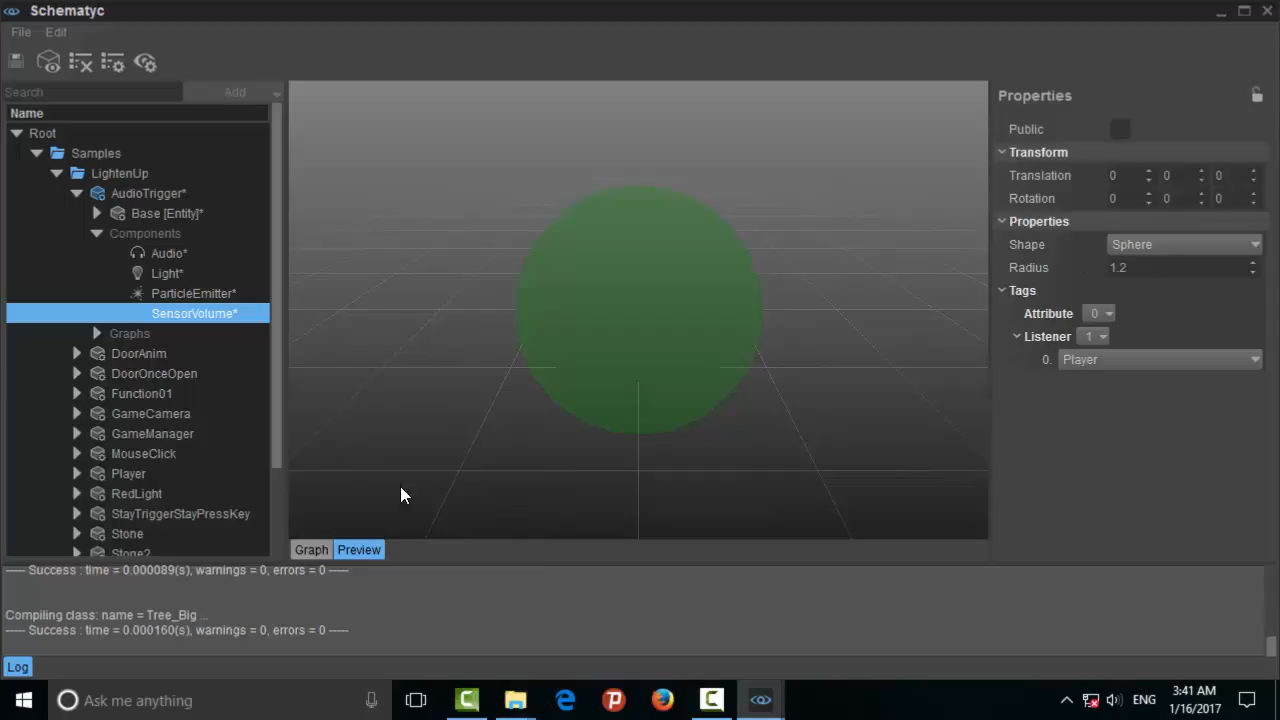 Schematyc
File Edit
Search Add
Name
Root
Samples
LightenUp
AudioTrigger*
Base [Entity]*
Components
Audio*
Light*
ParticleEmitter*
SensorVolume*
Graphs
DoorAnim
DoorOnceOpen
Function01
GameCamera
GameManager
MouseClick
Player
RedLight
StayTriggerStayPressKey
Stone
Stone2
Graph Preview
Properties
Public
Transform
Translation 0 0 0
Rotation 0 0 0
Properties
Shape Sphere
Radius 1.2
Tags
Attribute 0
Listener 1
0. Player
----- Success : time = 0.000089(s), warnings = 0, errors = 0 -----
Compiling class: name = Tree_Big ...
----- Success : time = 0.000160(s), warnings = 0, errors = 0 -----
Log
Ask me anything
ENG
3:41 AM
1/16/2017